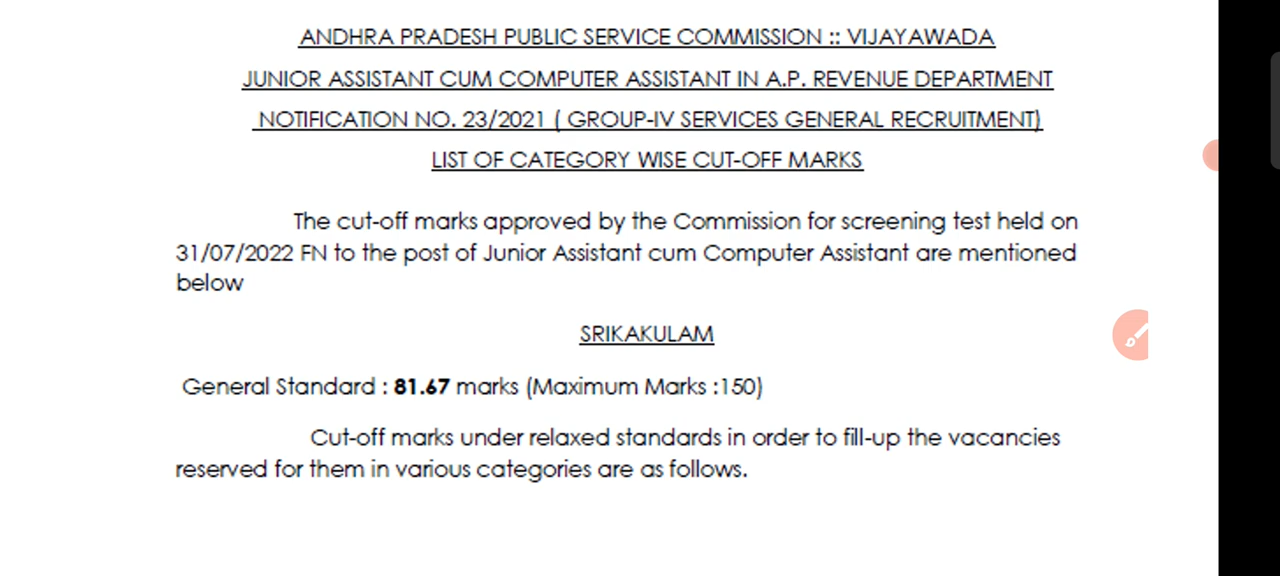 ANDHRA PRADESH PUBLIC SERVICE COMMISSION :: VIJAYAWADA
JUNIOR ASSISTANT CUM COMPUTER ASSISTANT IN A.P. REVENUE DEPARTMENT
NOTIFICATION NO. 23/2021 ( GROUP-IV SERVICES GENERAL RECRUITMENT)
LIST OF CATEGORY WISE CUT-OFF MARKS
The cut-off marks approved by the Commission for screening test held on
31/07/2022 FN to the post of Junior Assistant cum Computer Assistant are mentioned
below
SRIKAKULAM
General Standard : 81.67 marks (Maximum Marks :150)
Cut-off marks under relaxed standards in order to fill-up the vacancies
reserved for them in various categories are as follows.